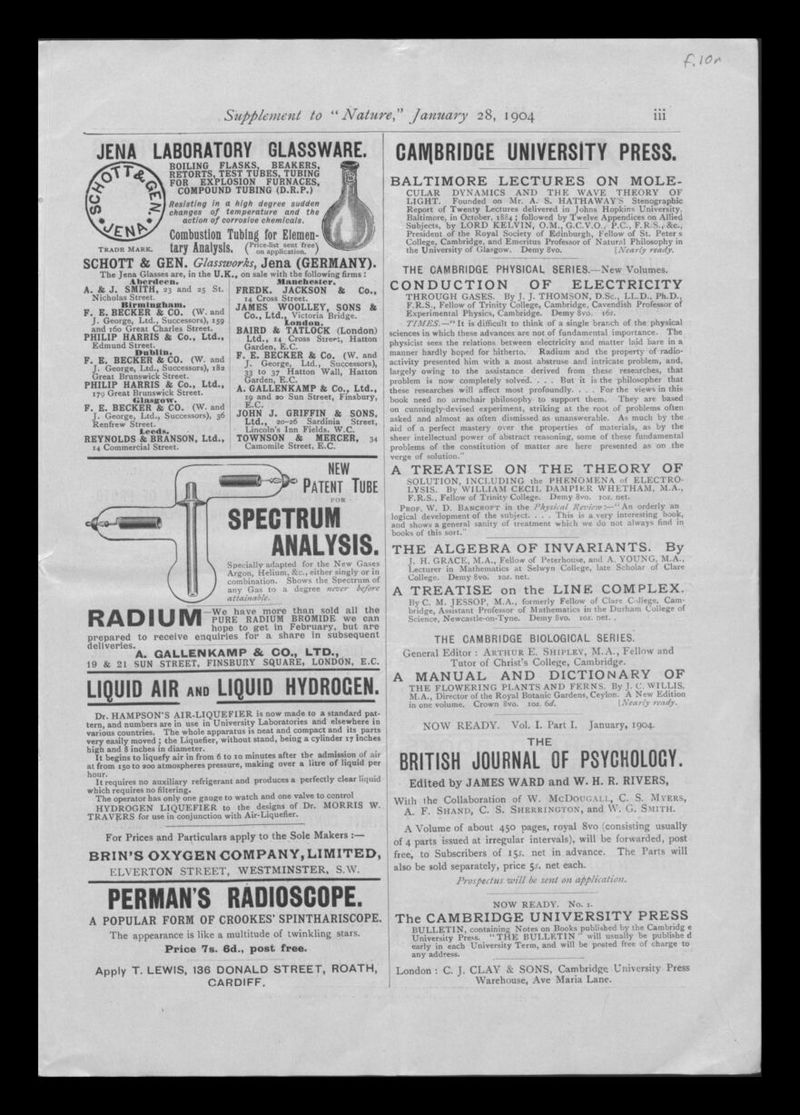 f.10r
Supplement to "Nature," January 28, 1904
iii
JENA LABORATORY GLASSWARE.
SCHOTT & GEN. JENA
TRADE MARK.
BOILING FLASKS, BEAKERS,
RETORTS, TEST TUBES, TUBING
FOR EXPLOSION FURNACES,
COMPOUND TUBING (D.R.P.)
Resisting in a high degree sudden
changes of temperature and the
action of corrosive chemicals.
Combustion Tubing for Elemen-
tary Analysis. (Price-list sent free
on application.)
SCHOTT & GEN. Glassworks, Jena (GERMANY).
The Jena Glasses are, in the U.K., on sale with the following firms:
Aberdeen.
A. & J. SMITH, 23 and 25 St.
Nicholas Street.
Birmingham.
F. E. BECKER & CO. (W. and
J. George, Ltd., Successors), 159
and 160 Great Charles Street.
PHILIP HARRIS & Co., Ltd.,
Edmund Street.
Dublin.
F. E. BECKER & CO. (W. and
J. George, Ltd., Successors), 182
Great Brunswick Street.
PHILIP HARRIS & Co., Ltd.,
179 Great Brunswick Street.
Glasgow.
F. E. BECKER & CO. (W. and
J. George, Ltd., Successors), 36
Renfrew Street.
Leeds.
REYNOLDS & BRANSON, Ltd.,
14 Commercial Street.
Manchester.
FREDK. JACKSON & Co.,
14 Cross Street.
JAMES WOOLLEY, SONS &
Co., Ltd., Victoria Bridge.
London.
BAIRD & TATLOCK (London)
Ltd., 14 Cross Street, Hatton
Garden, E.C.
F. E. BECKER & Co. (W. and
J. George, Ltd., Successors),
33 to 37 Hatton Wall, Hatton
Garden, E.C.
A. GALLENKAMP & Co., Ltd.,
19 and 20 Sun Street, Finsbury,
E.C.
JOHN J. GRIFFIN & SONS,
Ltd., 20-26 Sardinia Street,
Lincoln's Inn Fields. W.C.
TOWNSON & MERCER, 34
Camomile Street, E.C.
NEW
PATENT TUBE
FOR
SPECTRUM
ANALYSIS.
Specially adapted for the New Gases
Argon, Helium, &c., either singly or in
combination. Shows the Spectrum of
any Gas to a degree never before
attainable.
RADIUM—We have more than sold all the
PURE RADIUM BROMIDE we can
hope to get in February, but are
prepared to receive enquiries for a share in subsequent
deliveries.
A. GALLENKAMP & CO., LTD.,
19 & 21 SUN STREET, FINSBURY SQUARE, LONDON, E.C.
LIQUID AIR AND LIQUID HYDROGEN.
Dr. HAMPSON'S AIR-LIQUEFIER is now made to a standard pat-
tern, and numbers are in use in University Laboratories and elsewhere in
various countries. The whole apparatus is neat and compact and its parts
very easily moved; the Liquefier, without stand, being a cylinder 17 inches
high and 8 inches in diameter.
It begins to liquefy air in from 6 to 10 minutes after the admission of air
at from 150 to 200 atmospheres pressure, making over a litre of liquid per
hour.
It requires no auxiliary refrigerant and produces a perfectly clear liquid
which requires no filtering.
The operator has only one gauge to watch and one valve to control
HYDROGEN LIQUEFIER to the designs of Dr. MORRIS W.
TRAVERS for use in conjunction with Air-Liquefier.
For Prices and Particulars apply to the Sole Makers:—
BRIN'S OXYGEN COMPANY, LIMITED,
ELVERTON STREET, WESTMINSTER, S.W.
PERMAN'S RADIOSCOPE.
A POPULAR FORM OF CROOKES' SPINTHARISCOPE.
The appearance is like a multitude of twinkling stars.
Price 7s. 6d., post free.
Apply T. LEWIS, 136 DONALD STREET, ROATH,
CARDIFF.
CAMBRIDGE UNIVERSITY PRESS.
BALTIMORE LECTURES ON MOLE-
CULAR DYNAMICS AND THE WAVE THEORY OF
LIGHT. Founded on Mr. A. S. HATHAWAY'S Stenographic
Report of Twenty Lectures delivered in Johns Hopkins University,
Baltimore, in October, 1884; followed by Twelve Appendices on Allied
Subjects, by LORD KELVIN, O.M., G.C.V.O., P.C., F.R.S., &c.,
President of the Royal Society of Edinburgh, Fellow of St. Peter s
College, Cambridge, and Emeritus Professor of Natural Philosophy in
the University of Glasgow. Demy 8vo. [Nearly ready.
THE CAMBRIDGE PHYSICAL SERIES.—New Volumes.
CONDUCTION OF ELECTRICITY
THROUGH GASES. By J. J. THOMSON, D.Sc., LL.D., Ph.D.,
F.R.S., Fellow of Trinity College, Cambridge, Cavendish Professor of
Experimental Physics, Cambridge. Demy 8vo. 16s.
TIMES.—"It is difficult to think of a single branch of the physical
sciences in which these advances are not of fundamental importance. The
physicist sees the relations between electricity and matter laid bare in a
manner hardly hoped for hitherto. Radium and the property of radio-
activity presented him with a most abstruse and intricate problem, and,
largely owing to the assistance derived from these researches, that
problem is now completely solved. . . . But it is the philosopher that
these researches will affect most profoundly. . . . For the views in this
book need no armchair philosophy to support them. They are based
on cunningly-devised experiment, striking at the root of problems often
asked and almost as often dismissed as unanswerable. As much by the
aid of a perfect mastery over the properties of materials, as by the
sheer intellectual power of abstract reasoning, some of these fundamental
problems of the constitution of matter are here presented as on the
verge of solution."
A TREATISE ON THE THEORY OF
SOLUTION, INCLUDING the PHENOMENA of ELECTRO-
LYSIS. By WILLIAM CECIL DAMPIER WHETHAM, M.A.,
F.R.S., Fellow of Trinity College. Demy 8vo. 10s. net.
PROF. W. D. BANCROFT in the Physical Review:—"An orderly an
logical development of the subject. . . . This is a very interesting book,
and shows a general sanity of treatment which we do not always find in
books of this sort."
THE ALGEBRA OF INVARIANTS. By
J. H. GRACE, M.A., Fellow of Peterhouse, and A. YOUNG, M.A.,
Lecturer in Mathematics at Selwyn College, late Scholar of Clare
College. Demy 8vo. 10s. net.
A TREATISE on the LINE COMPLEX.
By C. M. JESSOP, M.A., formerly Fellow of Clare College, Cam-
bridge, Assistant Professor of Mathematics in the Durham College of
Science, Newcastle-on-Tyne. Demy 8vo. 10s. net.
THE CAMBRIDGE BIOLOGICAL SERIES.
General Editor: ARTHUR E. SHIPLEY, M.A., Fellow and
Tutor of Christ's College, Cambridge.
A MANUAL AND DICTIONARY OF
THE FLOWERING PLANTS AND FERNS. By J. C. WILLIS,
M.A., Director of the Royal Botanic Gardens, Ceylon. A New Edition
in one volume. Crown 8vo. 10s. 6d. [Nearly ready.
NOW READY. Vol. I. Part I. January, 1904.
THE
BRITISH JOURNAL OF PSYCHOLOGY.
Edited by JAMES WARD and W. H. R. RIVERS,
With the Collaboration of W. MCDOUGALL, C. S. MYERS,
A. F. SHAND, C. S. SHERRINGTON, and W. G. SMITH.
A Volume of about 450 pages, royal 8vo (consisting usually
of 4 parts issued at irregular intervals), will be forwarded, post
free, to Subscribers of 15s. net in advance. The Parts will
also be sold separately, price 5s. net each.
Prospectus will be sent on application.
NOW READY. No. 1.
The CAMBRIDGE UNIVERSITY PRESS
BULLETIN, containing Notes on Books published by the Cambridg e
University Press. "THE BULLETIN" will usually be publishe d
early in each University Term, and will be posted free of charge to
any address.
London: C. J. CLAY & SONS, Cambridge University Press
Warehouse, Ave Maria Lane.